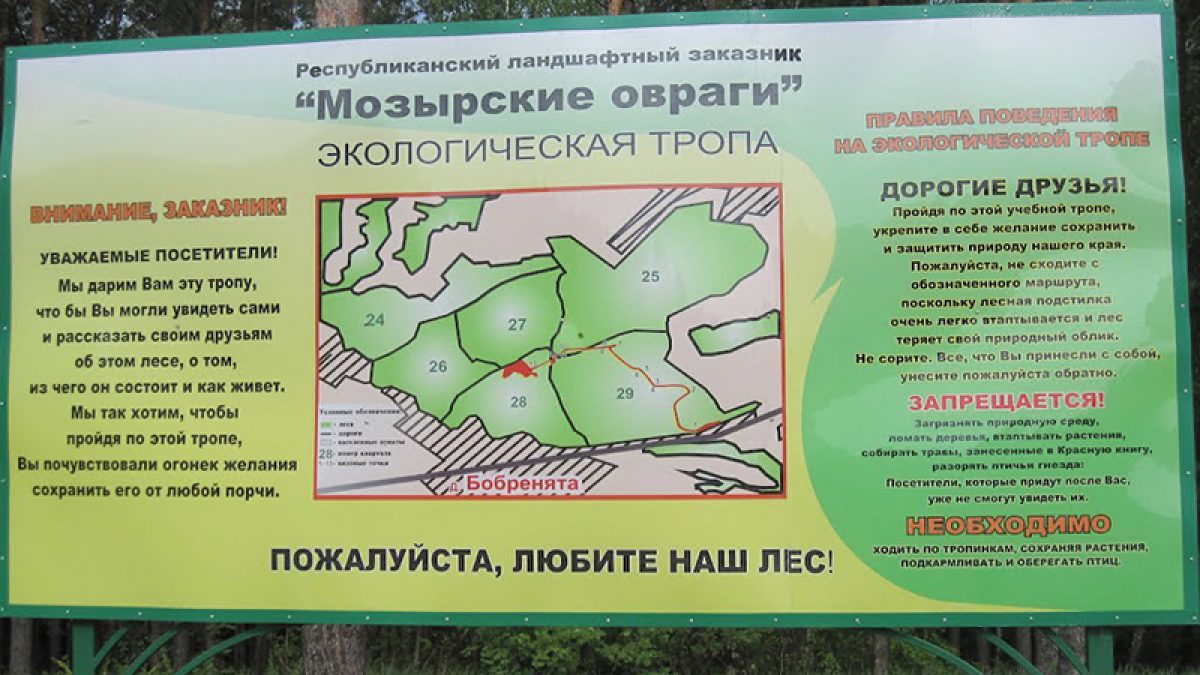 Республиканский ландшафтный заказник
“Мозырские овраги”
ЭКОЛОГИЧЕСКАЯ ТРОПА
ВНИМАНИЕ, ЗАКАЗНИК!
УВАЖАЕМЫЕ ПОСЕТИТЕЛИ!
Мы дарим Вам эту тропу,
что бы Вы могли увидеть сами
и рассказать своим друзьям
об этом лесе, о том,
из чего он состоит и как живет.
Мы так хотим, чтобы
пройдя по этой тропе,
Вы почувствовали огонек желания
сохранить его от любой порчи.
25
24
27
26
28
29
Условные обозначения
- леса
- дороги
- населенные пункты
28 - номер квартала
- видовые точки
д. Бобренята
ПОЖАЛУЙСТА, ЛЮБИТЕ НАШ ЛЕС!
ПРАВИЛА ПОВЕДЕНИЯ
НА ЭКОЛОГИЧЕСКОЙ ТРОПЕ
ДОРОГИЕ ДРУЗЬЯ!
Пройдя по этой учебной тропе,
укрепите в себе желание сохранить
и защитить природу нашего края.
Пожалуйста, не сходите с
обозначенного маршрута,
поскольку лесная подстилка
очень легко втаптывается и лес
теряет свой природный облик.
Не сорите. Все, что Вы принесли с собой,
унесите пожалуйста обратно.
ЗАПРЕЩАЕТСЯ!
Загрязнять природную среду,
ломать деревья, втаптывать растения,
собирать травы, занесенные в Красную книгу,
разорять птичьи гнезда:
Посетители, которые придут после Вас,
уже не смогут увидеть их.
НЕОБХОДИМО
ХОДИТЬ ПО ТРОПИНКАМ, СОХРАНЯЯ РАСТЕНИЯ,
ПОДКАРМЛИВАТЬ И ОБЕРЕГАТЬ ПТИЦ.